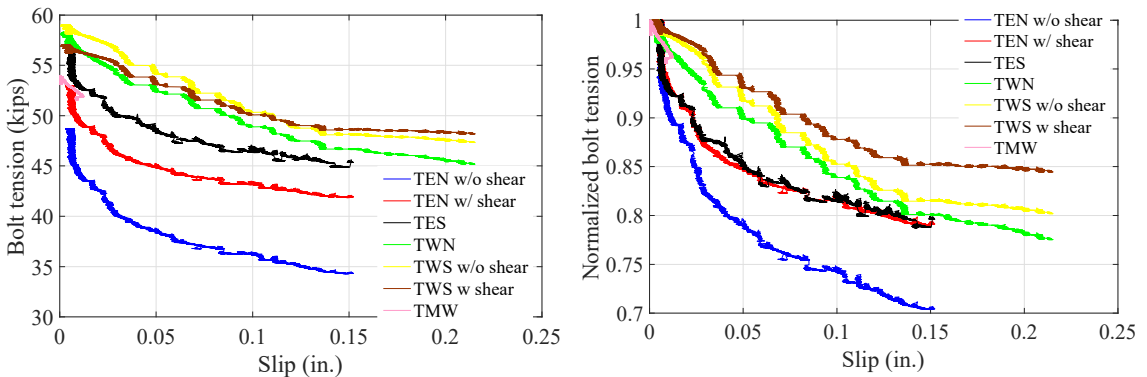 60
55
50
45
40
35
30
Bolt tension (kips)
0
0.05
0.1
0.15
0.2
0.25
Slip (in.)
TEN w/o shear
TEN w/ shear
TES
TWN
TWS w/o shear
TWS w shear
TMW
1
0.95
0.9
0.85
0.8
0.75
0.7
Normalized bolt tension
0
0.05
0.1
0.15
0.2
0.25
Slip (in.)
TEN w/o shear
TEN w/ shear
TES
TWN
TWS w/o shear
TWS w shear
TMW